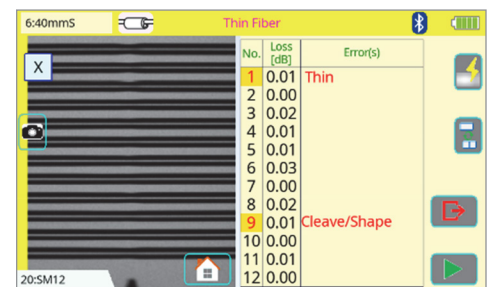 6:40mmS
Thin Fiber
X
No. Loss [dB] Error(s)
1 0.01 Thin
2 0.00
3 0.02
4 0.01
5 0.01
6 0.03
7 0.00
8 0.02
9 0.01 Cleave/Shape
10 0.00
11 0.01
12 0.00
20:SM12